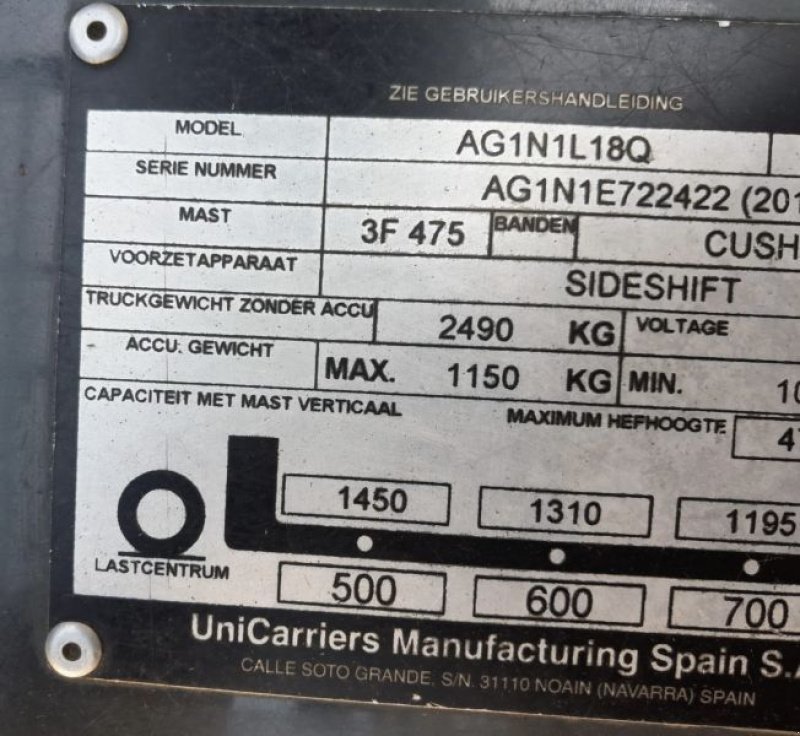 ZIE GEBRUIKERSHANDLEIDING
MODEL AG1N1L18Q
SERIE NUMMER AG1N1E722422 (201
MAST 3F 475 BANDEN CUSH
VOORZETAPPARAAT SIDESHIFT
TRUCKGEWICHT ZONDER ACCU 2490 KG VOLTAGE
ACCU. GEWICHT MAX. 1150 KG MIN. 10
CAPACITEIT MET MAST VERTICAAL MAXIMUM HEFHOOGTE 47
1450 1310 1195
LASTCENTRUM 500 600 700
UniCarriers Manufacturing Spain S.A
CALLE SOTO GRANDE, S/N. 31110 NOAIN (NAVARRA) SPAIN